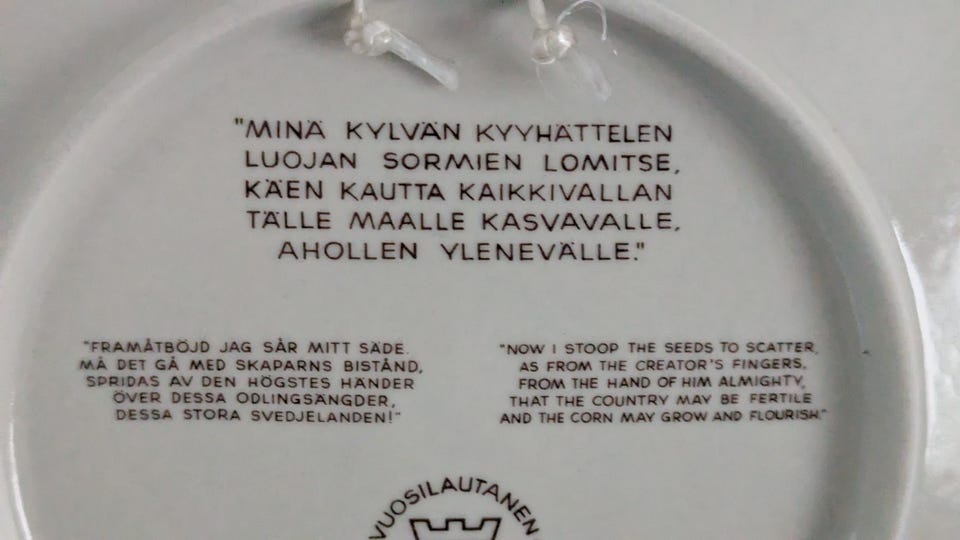 "MINÄ KYLVÄN KYYHÄTTELEN
LUOJAN SORMIEN LOMITSE,
KÄEN KAUTTA KAIKKIVALLAN
TÄLLE MAALLE KASVAVALLE,
AHOLLEN YLENEVÄLLE."
"FRAMÅTBÖJD JAG SÅR MITT SÄDE.
MÅ DET GÅ MED SKAPARNS BISTÅND,
SPRIDAS AV DEN HÖGSTES HÄNDER
ÖVER DESSA ODLINGSÄNGDER,
DESSA STORA SVEDJELANDEN!"
"NOW I STOOP THE SEEDS TO SCATTER,
AS FROM THE CREATOR'S FINGERS,
FROM THE HAND OF HIM ALMIGHTY,
THAT THE COUNTRY MAY BE FERTILE
AND THE CORN MAY GROW AND FLOURISH."
VUOSILAUTANEN